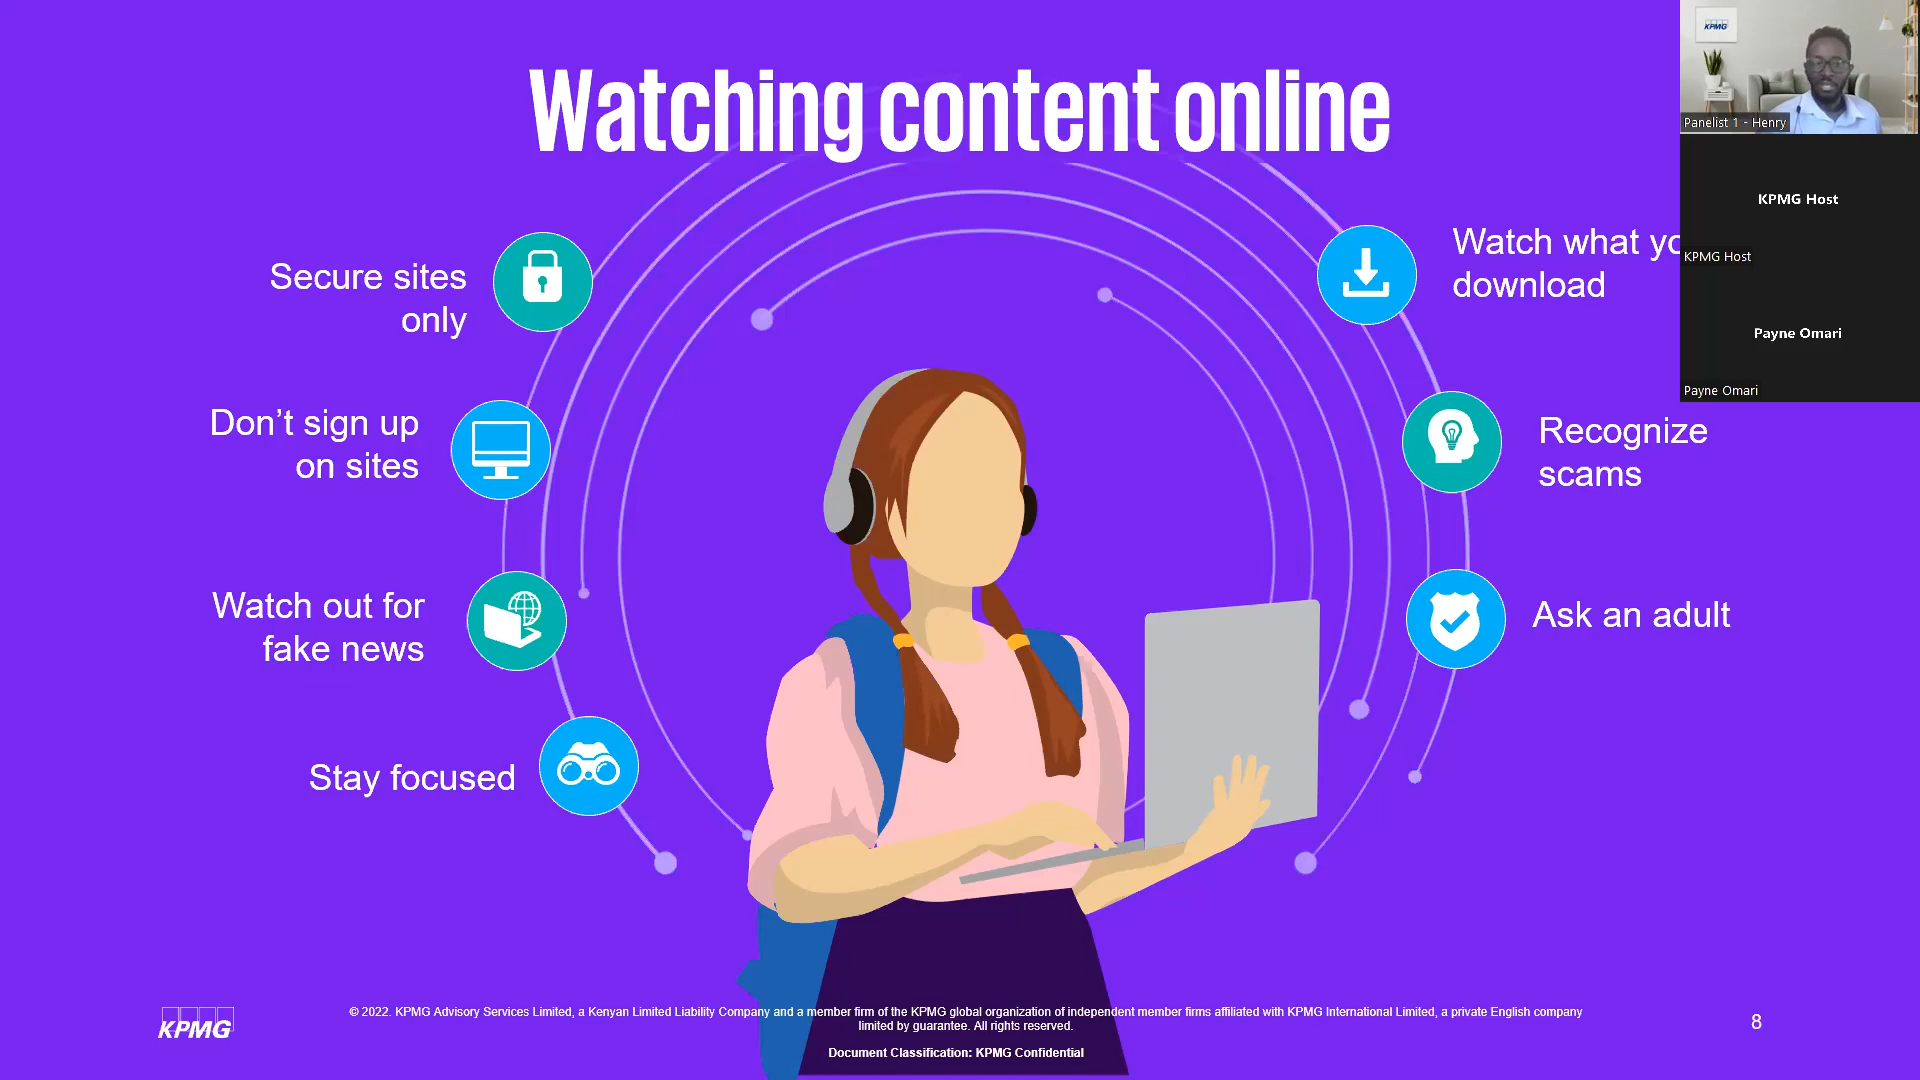 Watching content online
Secure sites
only
Don’t sign up
on sites
Watch out for
fake news
Stay focused
Watch what yo
download
Recognize
scams
Ask an adult
KPMG
Panelist 1 - Henry
KPMG Host
KPMG Host
Payne Omari
Payne Omari
KPMG
© 2022. KPMG Advisory Services Limited, a Kenyan Limited Liability Company and a member firm of the KPMG global organization of independent member firms affiliated with KPMG International Limited, a private English company
limited by guarantee. All rights reserved.
Document Classification: KPMG Confidential
8